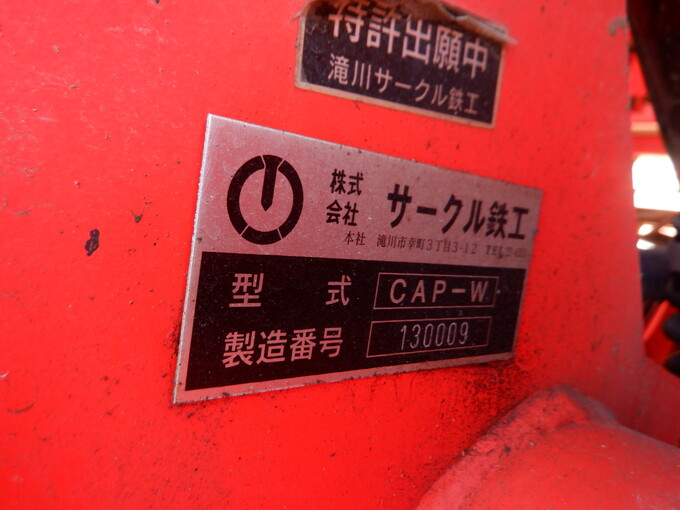 特許出願中
滝川サークル鉄工
株式会社 サークル鉄工
本社 滝川市幸町3丁目3-12 TEL
型式 CAP-W
製造番号 130009